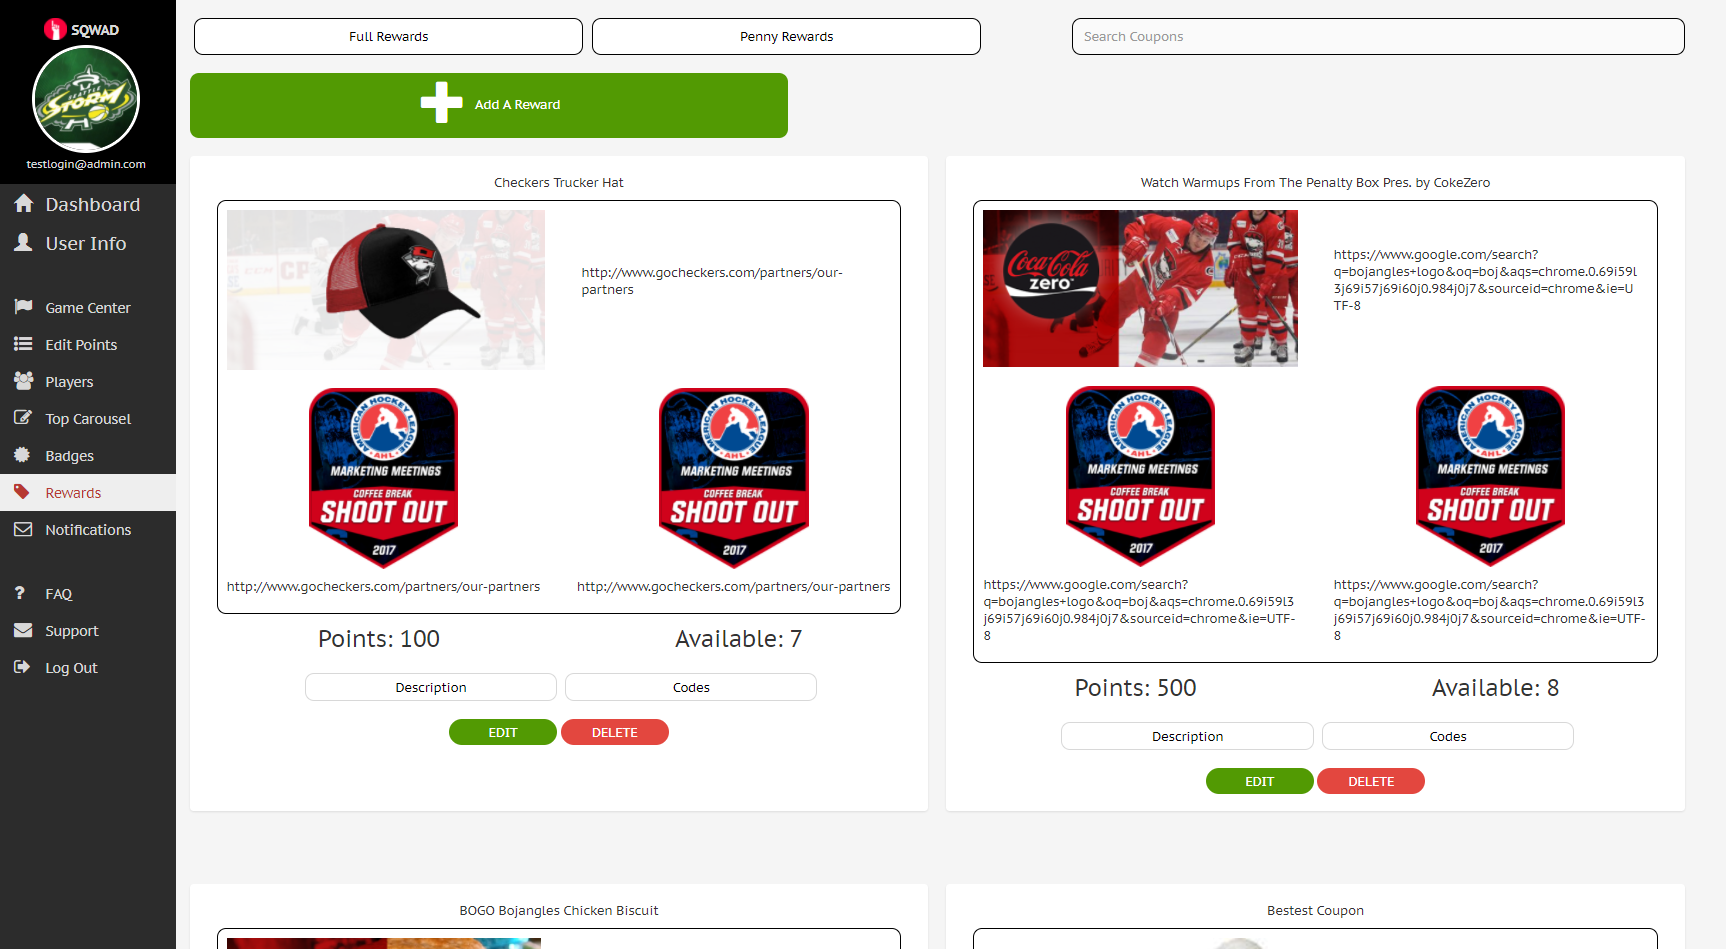 SQWAD
SEATTLE
STORM
testlogin@admin.com
Dashboard
User Info
Game Center
Edit Points
Players
Top Carousel
Badges
Rewards
Notifications
FAQ
Support
Log Out
Full Rewards
Penny Rewards
Search Coupons
Add A Reward
Checkers Trucker Hat
http://www.gocheckers.com/partners/our-
partners
AMERICAN HOCKEY LEAGUE
AHL
MARKETING MEETINGS
COFFEE BREAK
SHOOT OUT
2017
http://www.gocheckers.com/partners/our-partners
AMERICAN HOCKEY LEAGUE
AHL
MARKETING MEETINGS
COFFEE BREAK
SHOOT OUT
2017
http://www.gocheckers.com/partners/our-partners
Points: 100
Available: 7
Description
Codes
EDIT
DELETE
Watch Warmups From The Penalty Box Pres. by CokeZero
Coca-Cola
zero
https://www.google.com/search?
q=bojangles+logo&oq=boj&aqs=chrome.0.69i59l
3j69i57j69i60j0.984j0j7&sourceid=chrome&ie=U
TF-8
AMERICAN HOCKEY LEAGUE
AHL
MARKETING MEETINGS
COFFEE BREAK
SHOOT OUT
2017
https://www.google.com/search?
q=bojangles+logo&oq=boj&aqs=chrome.0.69i59l3
j69i57j69i60j0.984j0j7&sourceid=chrome&ie=UTF-
8
AMERICAN HOCKEY LEAGUE
AHL
MARKETING MEETINGS
COFFEE BREAK
SHOOT OUT
2017
https://www.google.com/search?
q=bojangles+logo&oq=boj&aqs=chrome.0.69i59l3
j69i57j69i60j0.984j0j7&sourceid=chrome&ie=UTF-
8
Points: 500
Available: 8
Description
Codes
EDIT
DELETE
BOGO Bojangles Chicken Biscuit
Bestest Coupon